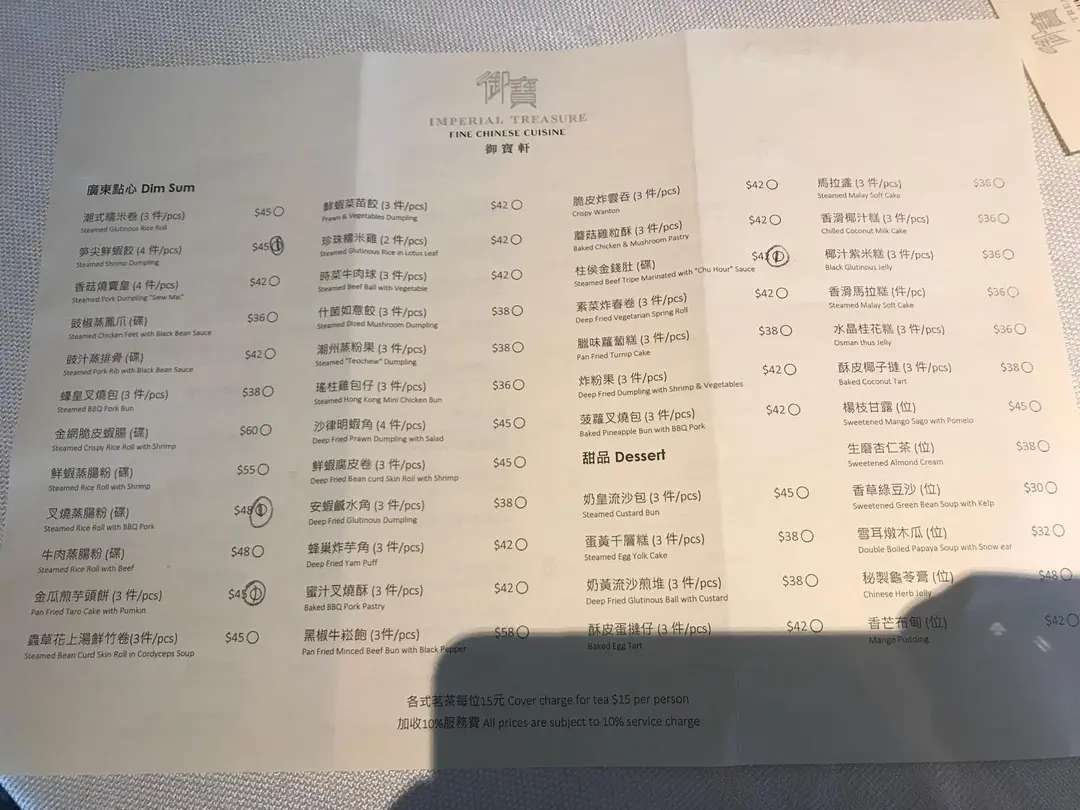 御寶
IMPERIAL TREASURE
FINE CHINESE CUISINE
御寶軒
廣東點心 Dim Sum
潮式糯米卷 (3 件/pcs) $45
Steamed Glutinous Rice Roll
笋尖鮮蝦餃 (4 件/pcs) $45 1
Steamed Shrimp Dumpling
香菇燒賣皇 (4 件/pcs) $42
Steamed Pork Dumpling "Siew Mai"
豉椒蒸鳳爪 (碟) $36
Steamed Chicken Feet with Black Bean Sauce
豉汁蒸排骨 (碟) $42
Steamed Pork Rib with Black Bean Sauce
蠔皇叉燒包 (3 件/pcs) $38
Steamed BBQ Pork Bun
金網脆皮蝦腸 (碟) $60
Steamed Crispy Rice Roll with Shrimp
鮮蝦蒸腸粉 (碟) $55
Steamed Rice Roll with Shrimp
叉燒蒸腸粉 (碟) $48 1
Steamed Rice Roll with BBQ Pork
牛肉蒸腸粉 (碟) $48
Steamed Rice Roll with Beef
金瓜煎芋頭餅 (3 件/pcs) $45 1
Pan Fried Taro Cake with Pumkin
蟲草花上湯鮮竹卷(3件/pcs) $45
Steamed Bean Curd Skin Roll in Cordyceps Soup
鮮蝦菜苗餃 (3 件/pcs) $42
Prawn & Vegetables Dumpling
珍珠糯米雞 (2 件/pcs) $42
Steamed Glutinous Rice in Lotus Leaf
時菜牛肉球 (3 件/pcs) $42
Steamed Beef Ball with Vegetable
什菌如意餃 (3 件/pcs) $38
Steamed Diced Mushroom Dumpling
潮州蒸粉果 (3 件/pcs) $38
Steamed "Teochew" Dumpling
瑤柱雞包仔 (3 件/pcs) $36
Steamed Hong Kong Mini Chicken Bun
沙律明蝦角 (4 件/pcs) $45
Deep Fried Prawn Dumpling with Salad
鮮蝦腐皮卷 (3 件/pcs) $45
Deep Fried Bean curd Skin Roll with Shrimp
安蝦鹹水角 (3 件/pcs) $38
Deep Fried Glutinous Dumpling
蜂巢炸芋角 (3 件/pcs) $42
Deep Fried Yam Puff
蜜汁叉燒酥 (3 件/pcs) $42
Baked BBQ Pork Pastry
黑椒牛崧飽 (3件/pcs) $58
Pan Fried Minced Beef Bun with Black Pepper
脆皮炸雲吞 (3 件/pcs) $42
Crispy Wanton
蘑菇雞粒酥 (3 件/pcs) $42
Baked Chicken & Mushroom Pastry
柱侯金錢肚 (碟) 1
Steamed Beef Tripe Marinated with "Chu Hour" Sauce
素菜炸春卷 (3 件/pcs) $42
Deep Fried Vegetarian Spring Roll
臘味蘿蔔糕 (3 件/pcs) $38
Pan Fried Turnip Cake
炸粉果 (3 件/pcs) $42
Deep Fried Dumpling with Shrimp & Vegetables
菠蘿叉燒包 (3 件/pcs) $42
Baked Pineapple Bun with BBQ Pork
甜品 Dessert
奶皇流沙包 (3 件/pcs) $45
Steamed Custard Bun
蛋黃千層糕 (3 件/pcs) $38
Steamed Egg Yolk Cake
奶黃流沙煎堆 (3 件/pcs) $38
Deep Fried Glutinous Ball with Custard
酥皮蛋撻仔 (3 件/pcs) $42
Baked Egg Tart
馬拉盞 (3 件/pcs) $36
Steamed Malay Soft Cake
香滑椰汁糕 (3 件/pcs) $36
Chilled Coconut Milk Cake
椰汁紫米糕 (3 件/pcs) $36
Black Glutinous Jelly
香滑馬拉糕 (件/pc) $36
Steamed Malay Soft Cake
水晶桂花糕 (3 件/pcs) $36
Osman thus Jelly
酥皮椰子撻 (3 件/pcs) $38
Baked Coconut Tart
楊枝甘露 (位) $45
Sweetened Mango Sago with Pomelo
生磨杏仁茶 (位) $38
Sweetened Almond Cream
香草綠豆沙 (位) $30
Sweetened Green Bean Soup with Kelp
雪耳燉木瓜 (位) $32
Double Boiled Papaya Soup with Snow ear
秘製龜苓膏 (位) $48
Chinese Herb Jelly
香芒布甸 (位) $42
Mango Pudding
各式茗茶每位15元 Cover charge for tea $15 per person
加收10%服務費 All prices are subject to 10% service charge